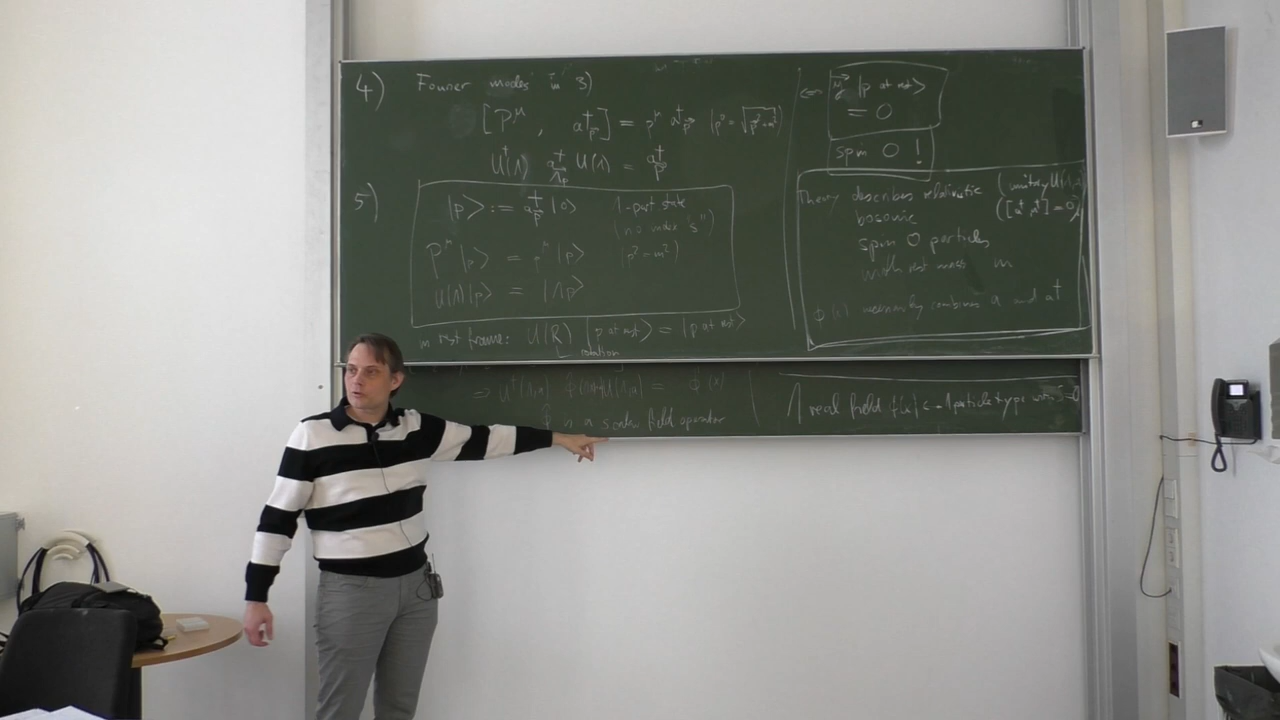 4) Fourier modes in 3)
[P^μ , a†_p⃗] = p^μ a†_p⃗ (p⁰ = √p⃗²+m²)
U†(Λ) a†_Λp U(Λ) = a†_p⃗
5) |p> := a†_p⃗ |0> 1-part state
(no index "s")
P^μ |p> = p^μ |p> (p² = m²)
U(Λ)|p> = |Λp>
in rest frame: U(R) |p at rest> = |p at rest>
rotation
|p at rest>
= 0
spin 0 !
Theory describes relativistic (unitary U(Λ,a))
bosonic ([a†,a†]=0)
spin 0 particles
with rest mass m
φ(x) necessarily combines a and a†
⇒ U†(Λ,a) U(Λ,a) = φ(x)
is a scalar field operator
1 real field φ(x) ↔ 1 particle type with S=0